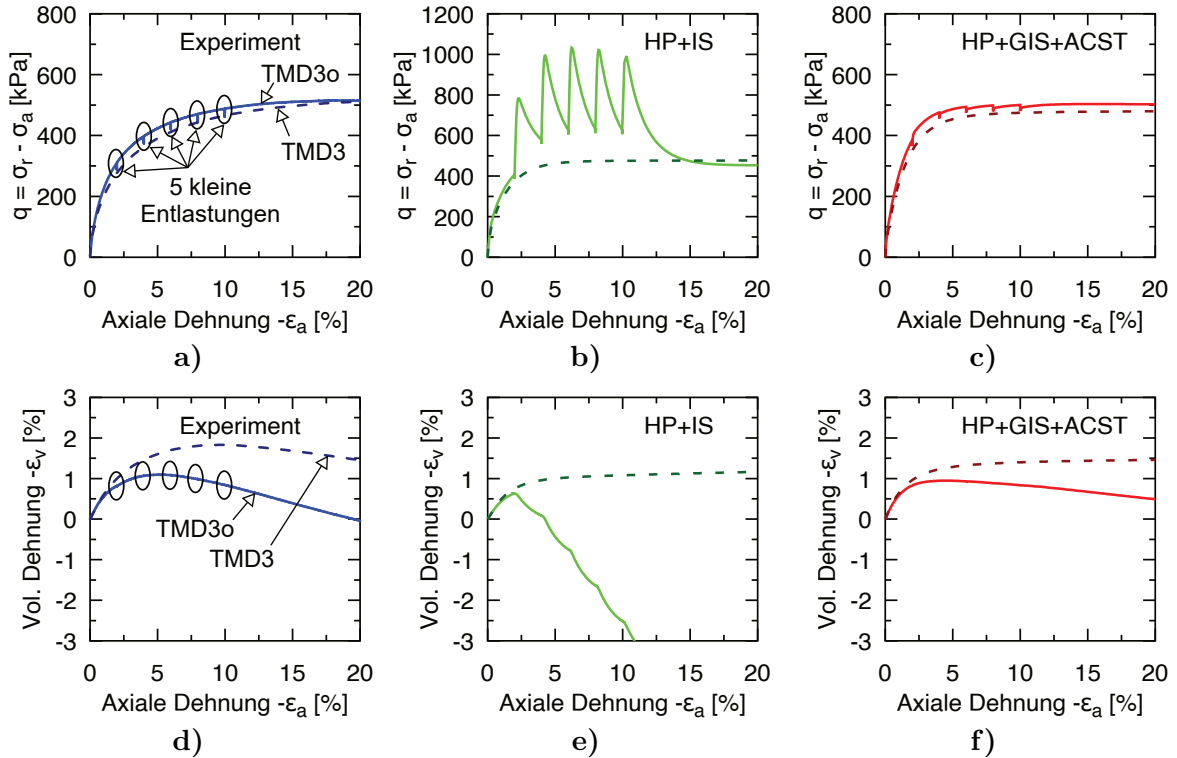 q = σr - σa [kPa]
800
600
400
200
0
Experiment
TMD3o
TMD3
5 kleine
Entlastungen
0 5 10 15 20
Axiale Dehnung -εa [%]
a)
q = σr - σa [kPa]
1200
1000
800
600
400
200
0
HP+IS
0 5 10 15 20
Axiale Dehnung -εa [%]
b)
q = σr - σa [kPa]
800
600
400
200
0
HP+GIS+ACST
0 5 10 15 20
Axiale Dehnung -εa [%]
c)
Vol. Dehnung -εv [%]
3
2
1
0
-1
-2
-3
Experiment
TMD3o
TMD3
0 5 10 15 20
Axiale Dehnung -εa [%]
d)
Vol. Dehnung -εv [%]
3
2
1
0
-1
-2
-3
HP+IS
0 5 10 15 20
Axiale Dehnung -εa [%]
e)
Vol. Dehnung -εv [%]
3
2
1
0
-1
-2
-3
HP+GIS+ACST
0 5 10 15 20
Axiale Dehnung -εa [%]
f)